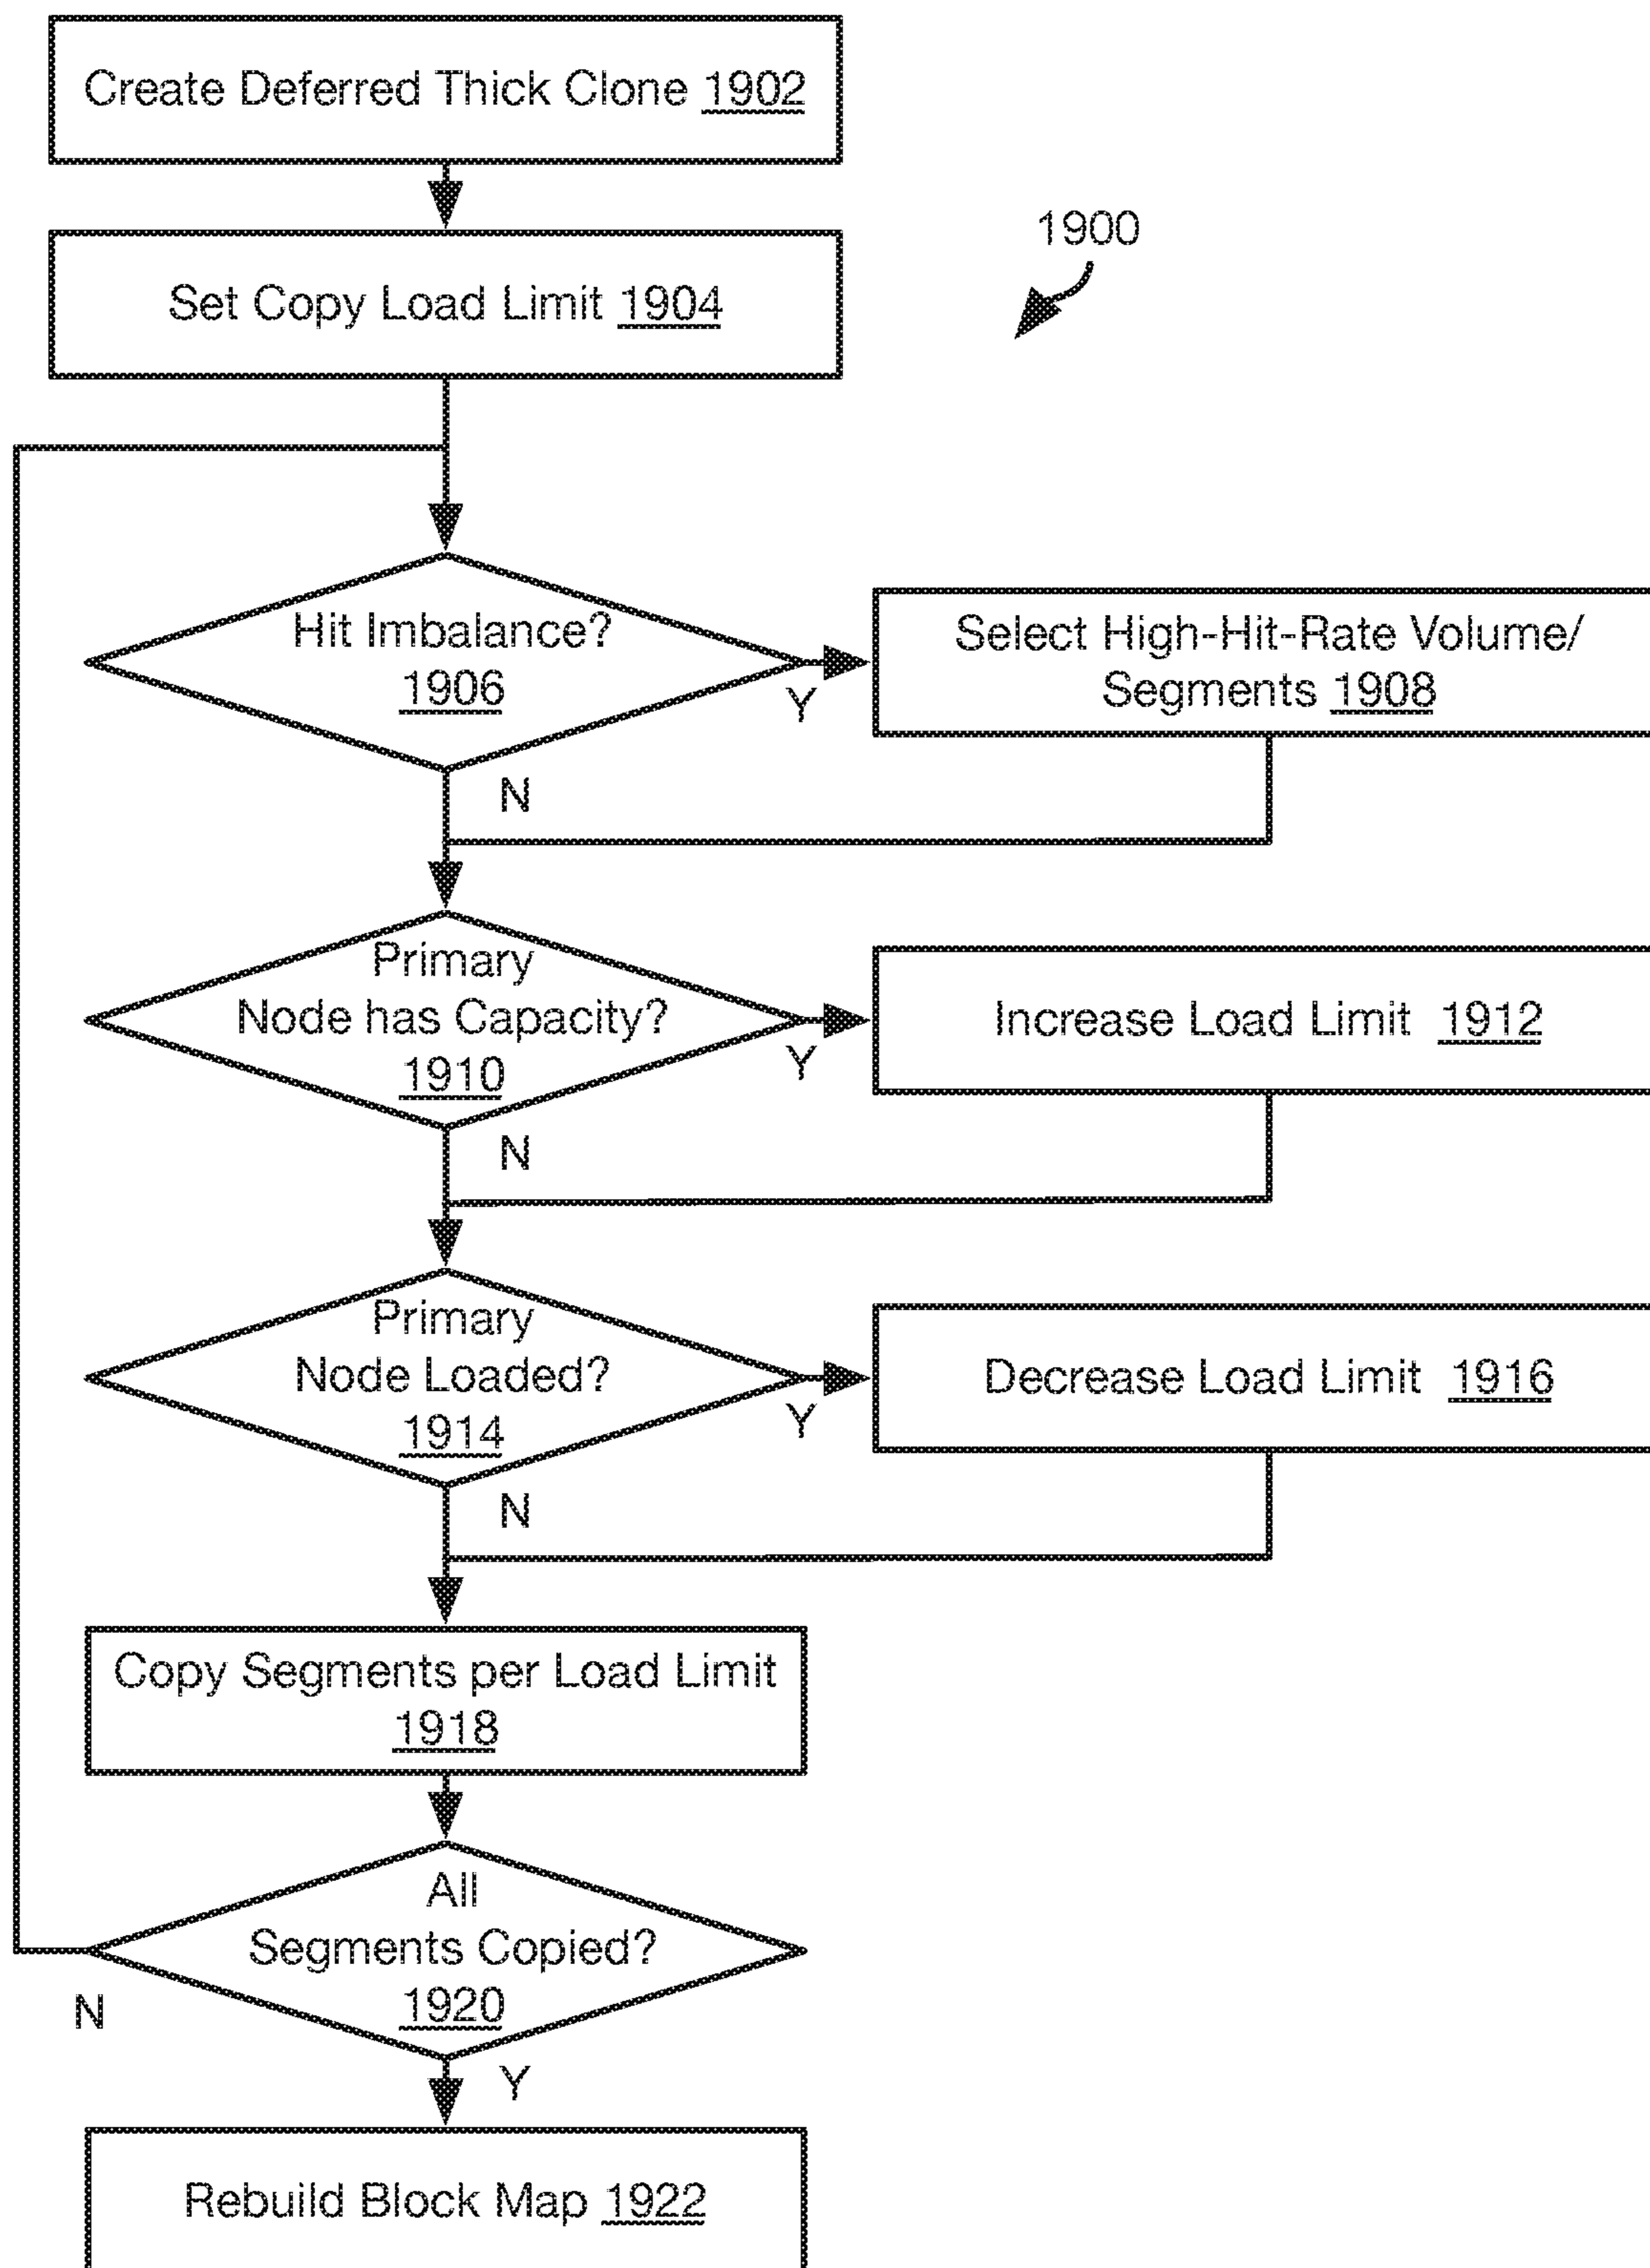 Create Deferred Thick Clone 1902
Set Copy Load Limit 1904
1900
Hit Imbalance?
1906
Y
N
Select High-Hit-Rate Volume/
Segments 1908
Primary
Node has Capacity?
1910
Y
N
Increase Load Limit 1912
Primary
Node Loaded?
1914
Y
N
Decrease Load Limit 1916
Copy Segments per Load Limit
1918
All
Segments Copied?
1920
N
Y
Rebuild Block Map 1922